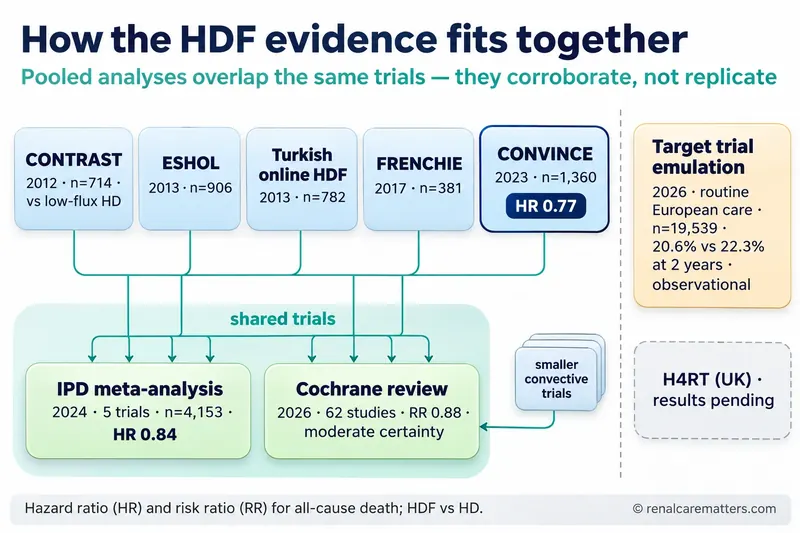 How the HDF evidence fits together
Pooled analyses overlap the same trials — they corroborate, not replicate
CONTRAST
2012 · n=714 ·
vs low-flux HD
ESHOL
2013 · n=906
Turkish
online HDF
2013 · n=782
FRENCHIE
2017 · n=381
CONVINCE
2023 · n=1,360
HR 0.77
Target trial
emulation
2026 · routine
European care ·
n=19,539 ·
20.6% vs 22.3%
at 2 years ·
observational
shared trials
IPD meta-analysis
2024 · 5 trials · n=4,153 ·
HR 0.84
Cochrane review
2026 · 62 studies · RR 0.88 ·
moderate certainty
smaller
convective
trials
H4RT (UK) ·
results pending
Hazard ratio (HR) and risk ratio (RR) for all-cause death; HDF vs HD.
© renalcarematters.com